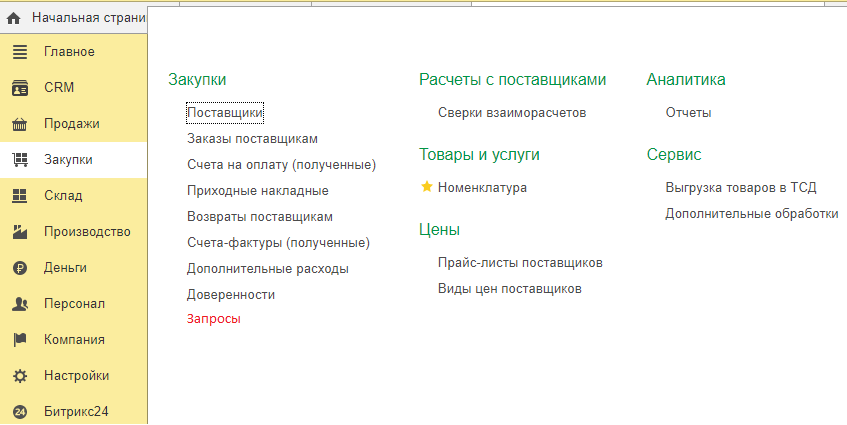 Начальная страни
Главное
CRM
Продажи
Закупки
Склад
Производство
Деньги
Персонал
Компания
Настройки
24 Битрикс24
Закупки
Поставщики
Заказы поставщикам
Счета на оплату (полученные)
Приходные накладные
Возвраты поставщикам
Счета-фактуры (полученные)
Дополнительные расходы
Доверенности
Запросы
Расчеты с поставщиками
Сверки взаиморасчетов
Товары и услуги
Номенклатура
Цены
Прайс-листы поставщиков
Виды цен поставщиков
Аналитика
Отчеты
Сервис
Выгрузка товаров в ТСД
Дополнительные обработки